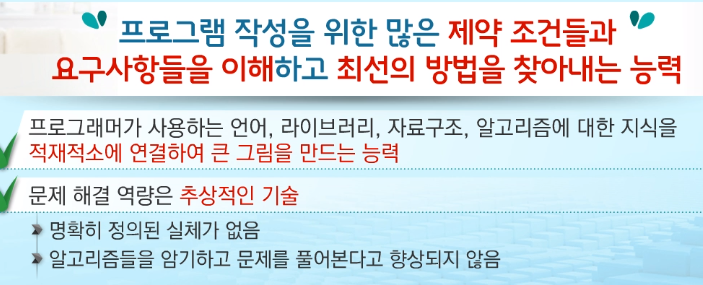 프로그램 작성을 위한 많은 제약 조건들과
요구사항들을 이해하고 최선의 방법을 찾아내는 능력
프로그래머가 사용하는 언어, 라이브러리, 자료구조, 알고리즘에 대한 지식을
적재적소에 연결하여 큰 그림을 만드는 능력
문제 해결 역량은 추상적인 기술
명확히 정의된 실체가 없음
알고리즘들을 암기하고 문제를 풀어본다고 향상되지 않음